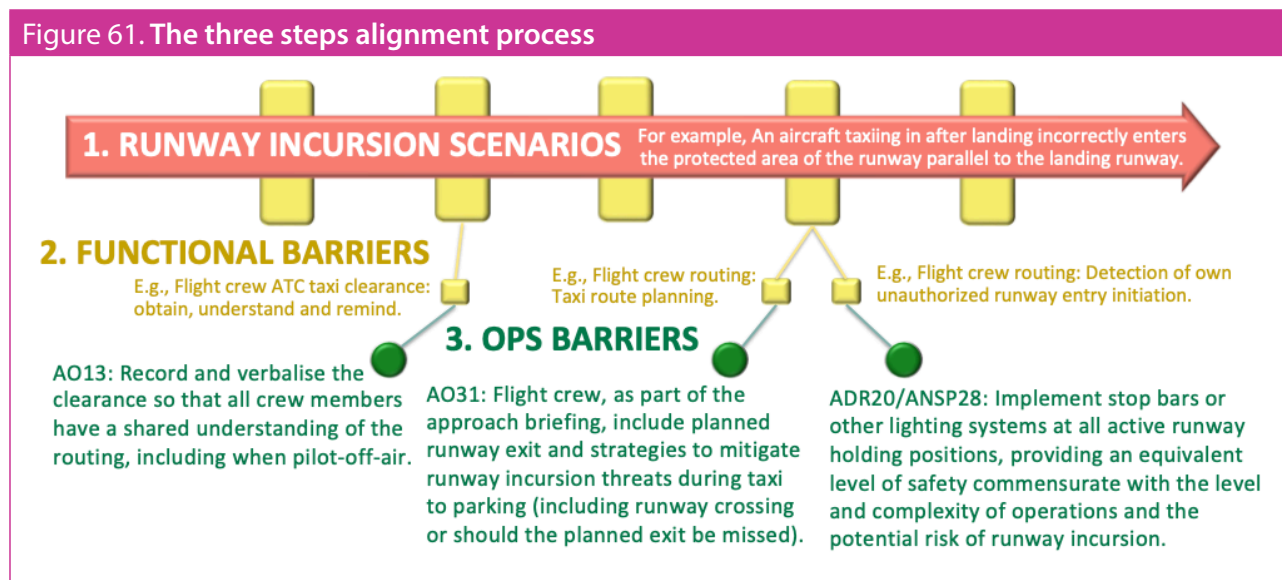 Figure 61. The three steps alignment process
1. RUNWAY INCURSION SCENARIOS
For example, An aircraft taxiing in after landing incorrectly enters
the protected area of the runway parallel to the landing runway.
2. FUNCTIONAL BARRIERS
E.g., Flight crew ATC taxi clearance:
obtain, understand and remind.
E.g., Flight crew routing:
Taxi route planning.
E.g., Flight crew routing: Detection of own
unauthorized runway entry initiation.
3. OPS BARRIERS
AO13: Record and verbalise the
clearance so that all crew members
have a shared understanding of the
routing, including when pilot-off-air.
AO31: Flight crew, as part of the
approach briefing, include planned
runway exit and strategies to mitigate
runway incursion threats during taxi
to parking (including runway crossing
or should the planned exit be missed).
ADR20/ANSP28: Implement stop bars or
other lighting systems at all active runway
holding positions, providing an equivalent
level of safety commensurate with the level
and complexity of operations and the
potential risk of runway incursion.